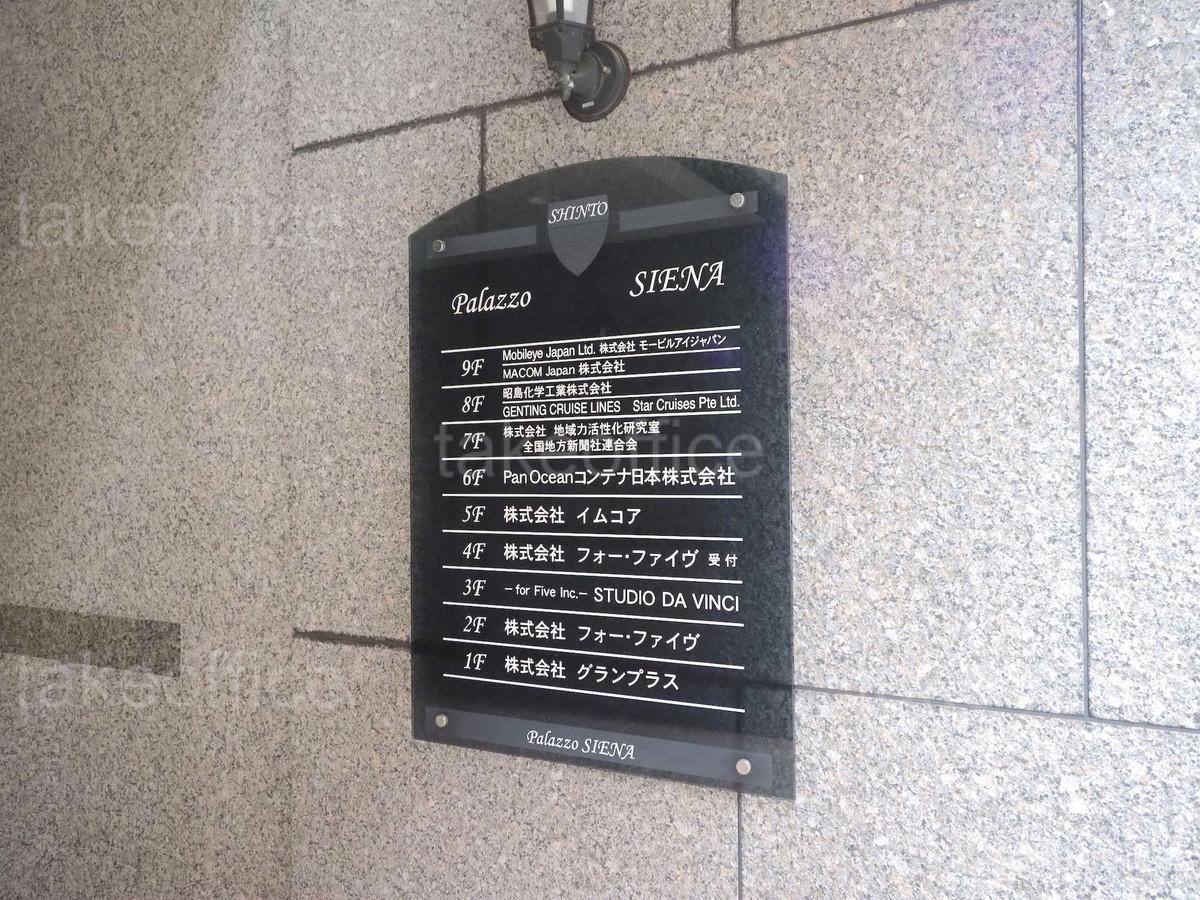 SHINTO
Palazzo SIENA
9F Mobileye Japan Ltd. 株式会社 モービルアイジャパン
MACOM Japan 株式会社
8F 昭島化学工業株式会社
GENTING CRUISE LINES Star Cruises Pte Ltd.
7F 株式会社 地域力活性化研究室
全国地方新聞社連合会
6F Pan Oceanコンテナ日本株式会社
5F 株式会社 イムコア
4F 株式会社 フォー・ファイヴ 受付
3F – for Five Inc.– STUDIO DA VINCI
2F 株式会社 フォー・ファイヴ
1F 株式会社 グランプラス
Palazzo SIENA
takeoffice
takeoffice
takeoffice